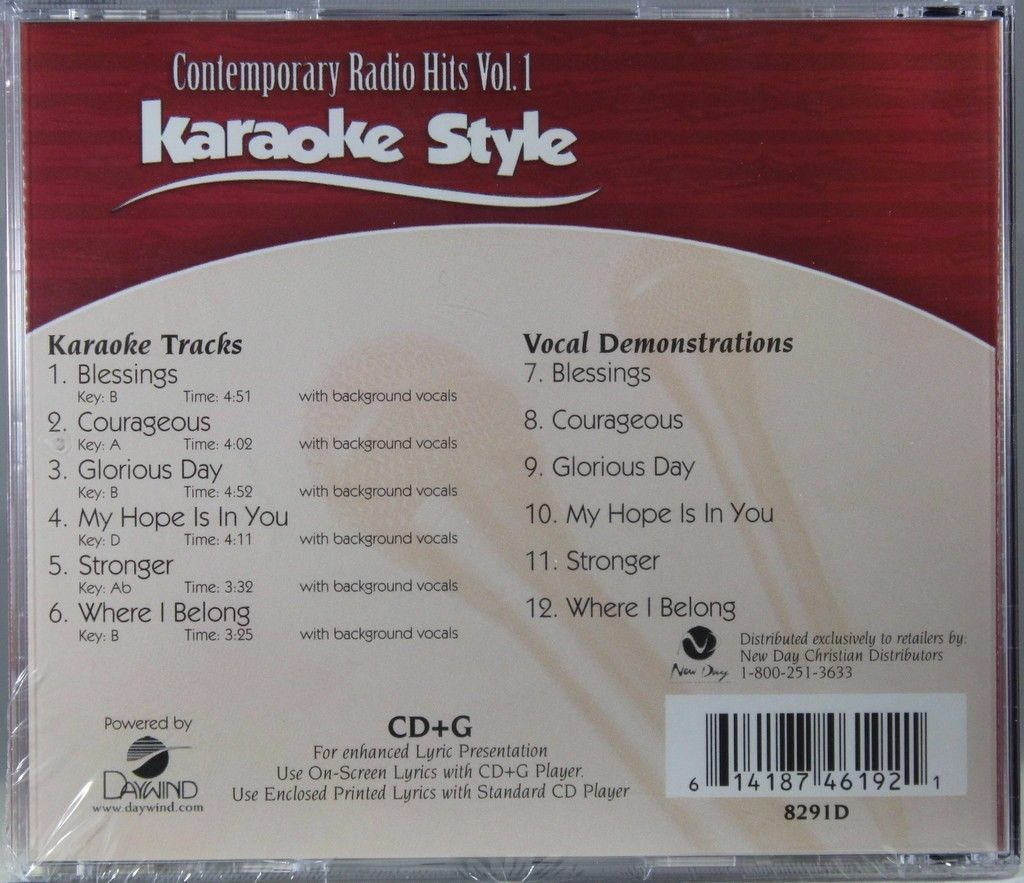 Contemporary Radio Hits Vol. 1
Karaoke Style
Karaoke Tracks
1. Blessings
Key: B Time: 4:51 with background vocals
2. Courageous
Key: A Time: 4:02 with background vocals
3. Glorious Day
Key: B Time: 4:52 with background vocals
4. My Hope Is In You
Key: D Time: 4:11 with background vocals
5. Stronger
Key: Ab Time: 3:32 with background vocals
6. Where I Belong
Key: B Time: 3:25 with background vocals
Vocal Demonstrations
7. Blessings
8. Courageous
9. Glorious Day
10. My Hope Is In You
11. Stronger
12. Where I Belong
New Day
Distributed exclusively to retailers by:
New Day Christian Distributors
1-800-251-3633
Powered by
DAYWIND
www.daywind.com
CD+G
For enhanced Lyric Presentation
Use On-Screen Lyrics with CD+G Player.
Use Enclosed Printed Lyrics with Standard CD Player
6 14187 46192 1
8291D